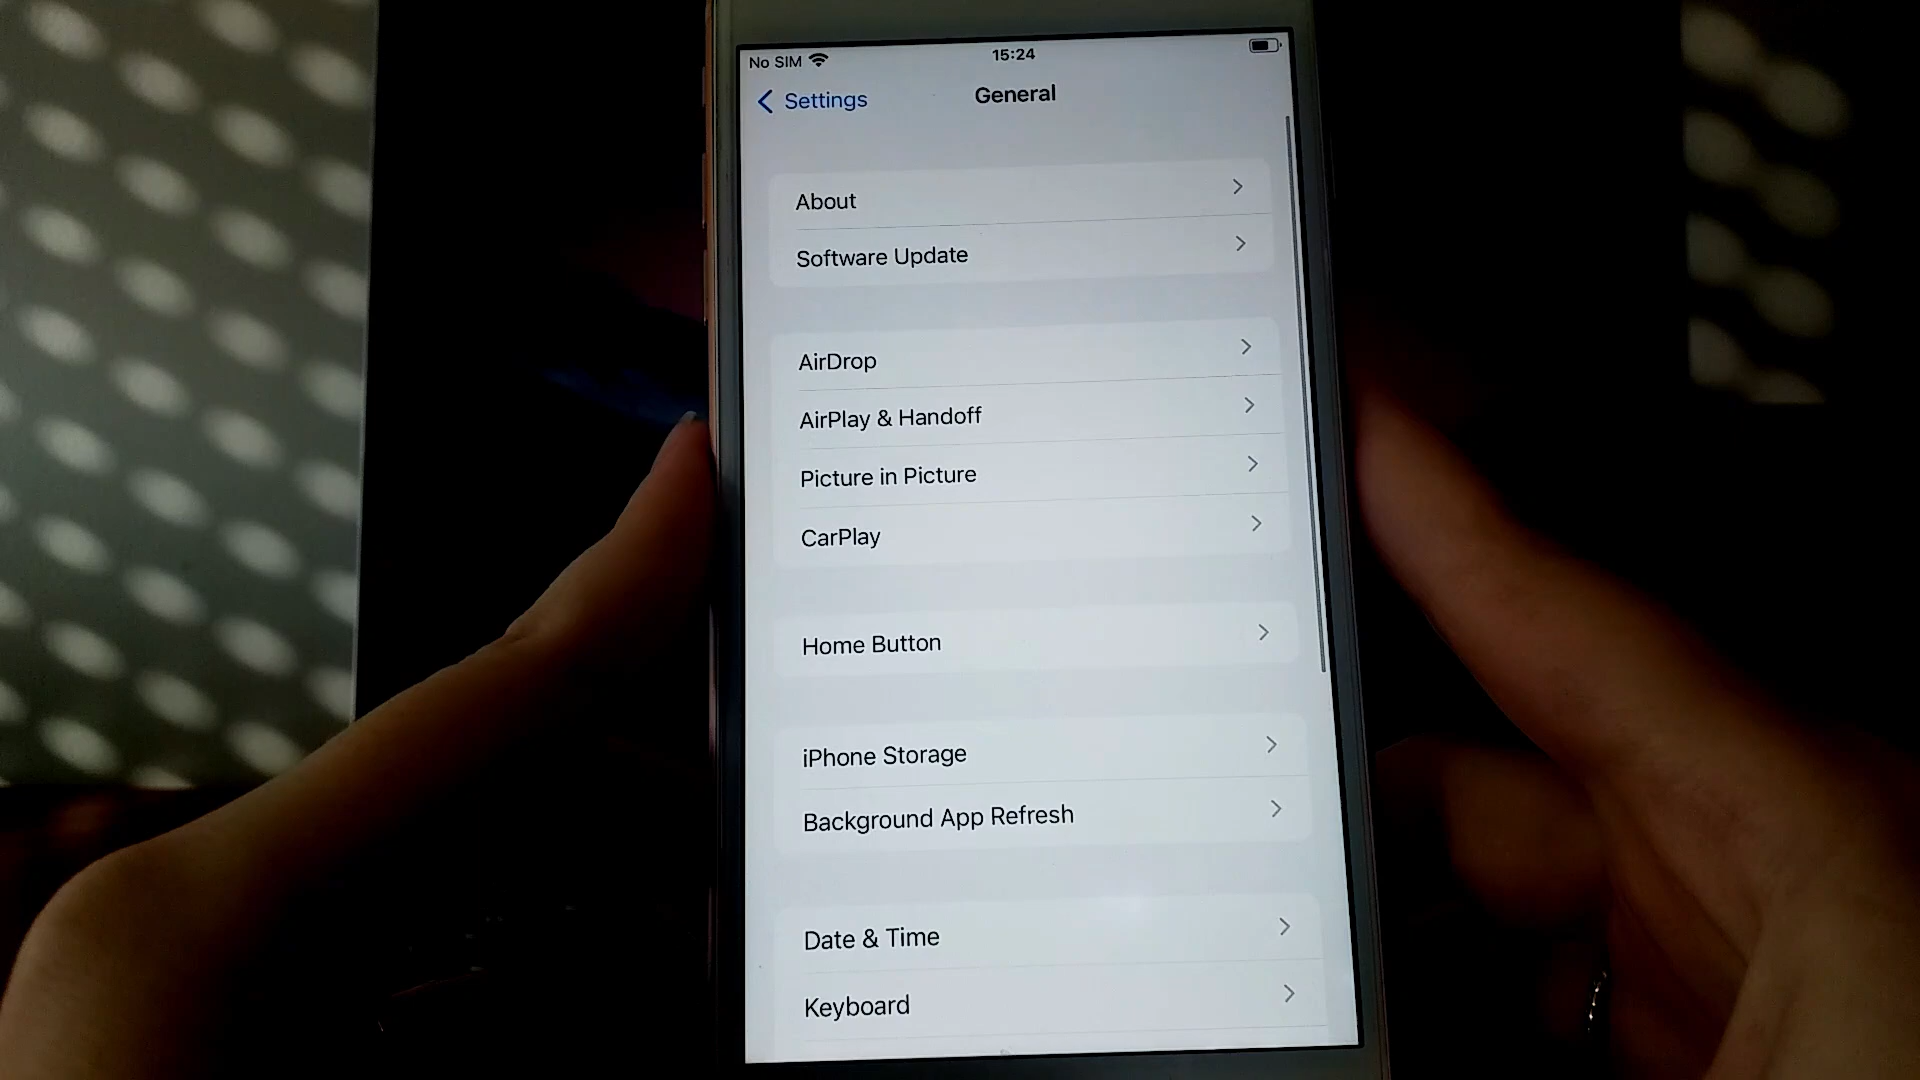 No SIM 15:24
Settings General
About
Software Update
AirDrop
AirPlay & Handoff
Picture in Picture
CarPlay
Home Button
iPhone Storage
Background App Refresh
Date & Time
Keyboard